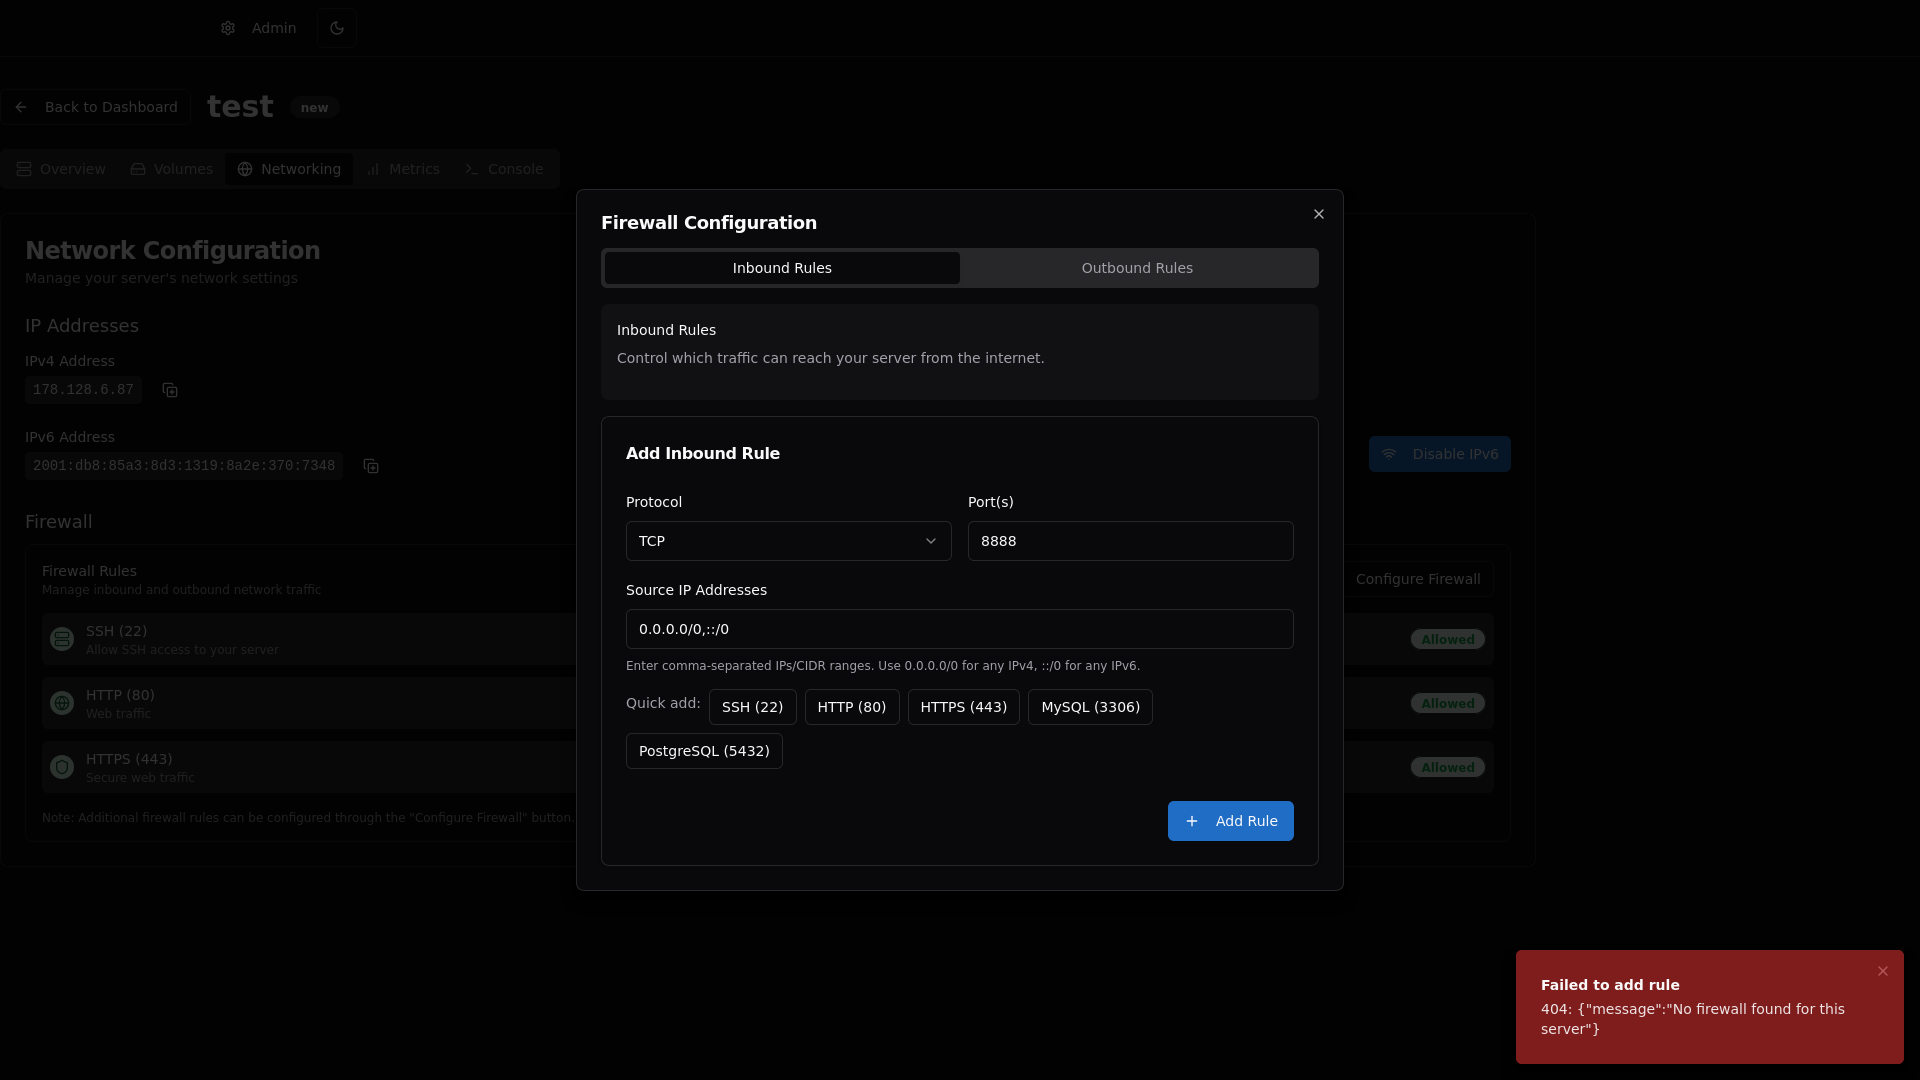 Admin
Back to Dashboard
test
new
Overview
Volumes
Networking
Metrics
Console
Network Configuration
Manage your server's network settings
IP Addresses
IPv4 Address
178.128.6.87
IPv6 Address
2001:db8:85a3:8d3:1319:8a2e:370:7348
Disable IPv6
Firewall
Firewall Rules
Manage inbound and outbound network traffic
Configure Firewall
SSH (22)
Allow SSH access to your server
Allowed
HTTP (80)
Web traffic
Allowed
HTTPS (443)
Secure web traffic
Allowed
Note: Additional firewall rules can be configured through the "Configure Firewall" button.
Firewall Configuration
Inbound Rules
Outbound Rules
Inbound Rules
Control which traffic can reach your server from the internet.
Add Inbound Rule
Protocol
Port(s)
TCP
8888
Source IP Addresses
0.0.0.0/0,::/0
Enter comma-separated IPs/CIDR ranges. Use 0.0.0.0/0 for any IPv4, ::/0 for any IPv6.
Quick add:
SSH (22)
HTTP (80)
HTTPS (443)
MySQL (3306)
PostgreSQL (5432)
Add Rule
Failed to add rule
404: {"message":"No firewall found for this
server"}